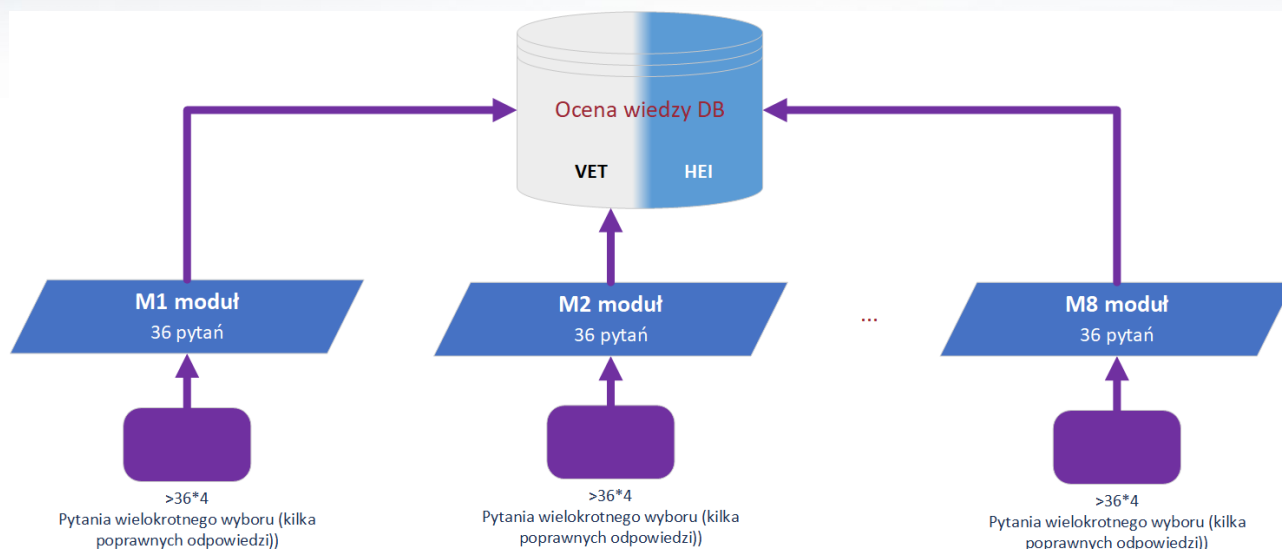 Ocena wiedzy DB
VET
HEI
M1 moduł
36 pytań
M2 moduł
36 pytań
...
M8 moduł
36 pytań
>36*4
Pytania wielokrotnego wyboru (kilka
poprawnych odpowiedzi))
>36*4
Pytania wielokrotnego wyboru (kilka
poprawnych odpowiedzi))
>36*4
Pytania wielokrotnego wyboru (kilka
poprawnych odpowiedzi))